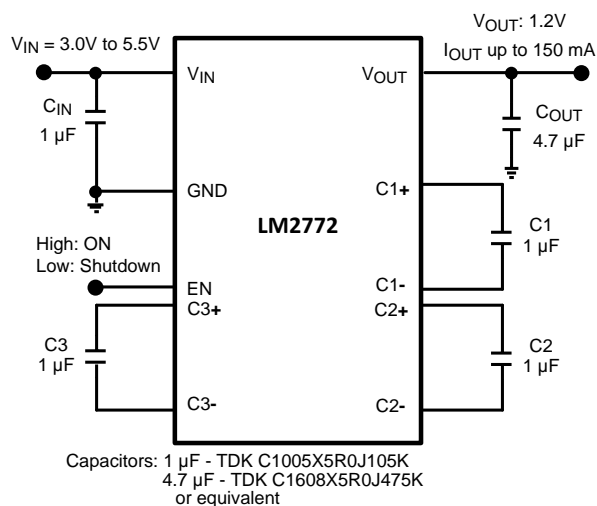 VIN = 3.0V to 5.5V
VOUT: 1.2V
IOUT up to 150 mA
VIN
VOUT
CIN
1 µF
COUT
4.7 µF
GND
C1+
LM2772
C1
1 µF
High: ON
Low: Shutdown
EN
C1-
C3+
C2+
C3
1 µF
C2
1 µF
C3-
C2-
Capacitors: 1 µF - TDK C1005X5R0J105K
4.7 µF - TDK C1608X5R0J475K
or equivalent